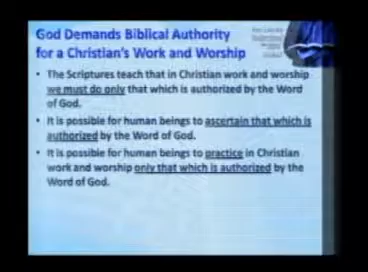 God Demands Biblical Authority
for a Christian's Work and Worship
• The Scriptures teach that in Christian work and worship
we must do only that which is authorized by the Word
of God.
• It is possible for human beings to ascertain that which is
authorized by the Word of God.
• It is possible for human beings to practice in Christian
work and worship only that which is authorized by the
Word of God.